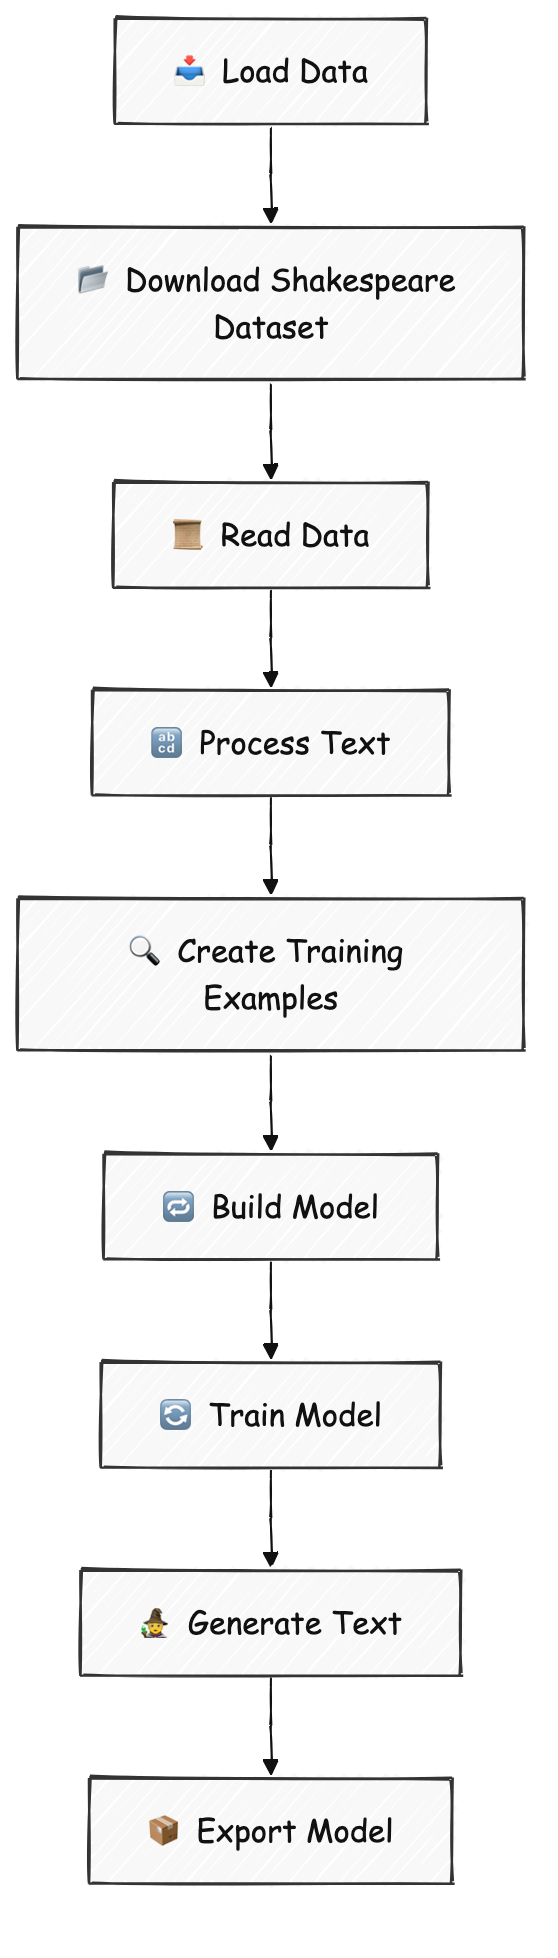 Load Data
Download Shakespeare
Dataset
Read Data
Process Text
Create Training
Examples
Build Model
Train Model
Generate Text
Export Model